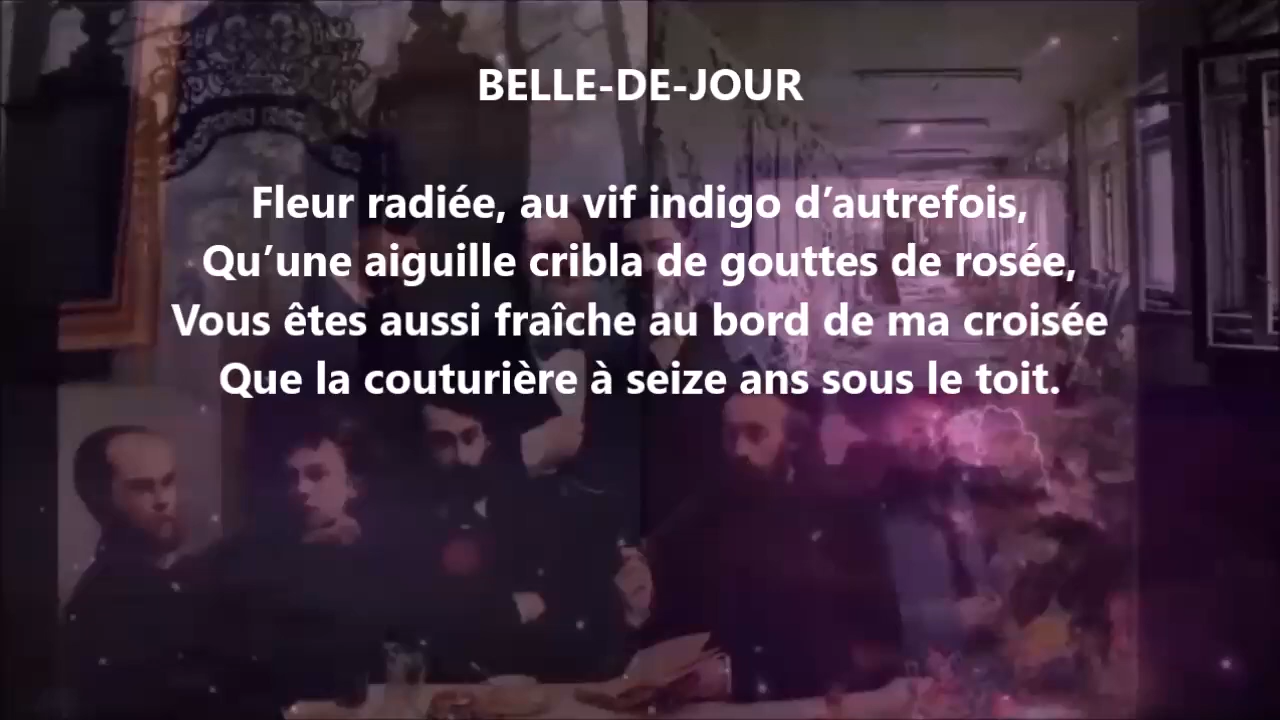 BELLE-DE-JOUR
Fleur radiée, au vif indigo d’autrefois,
Qu’une aiguille cribla de gouttes de rosée,
Vous êtes aussi fraîche au bord de ma croisée
Que la couturière à seize ans sous le toit.